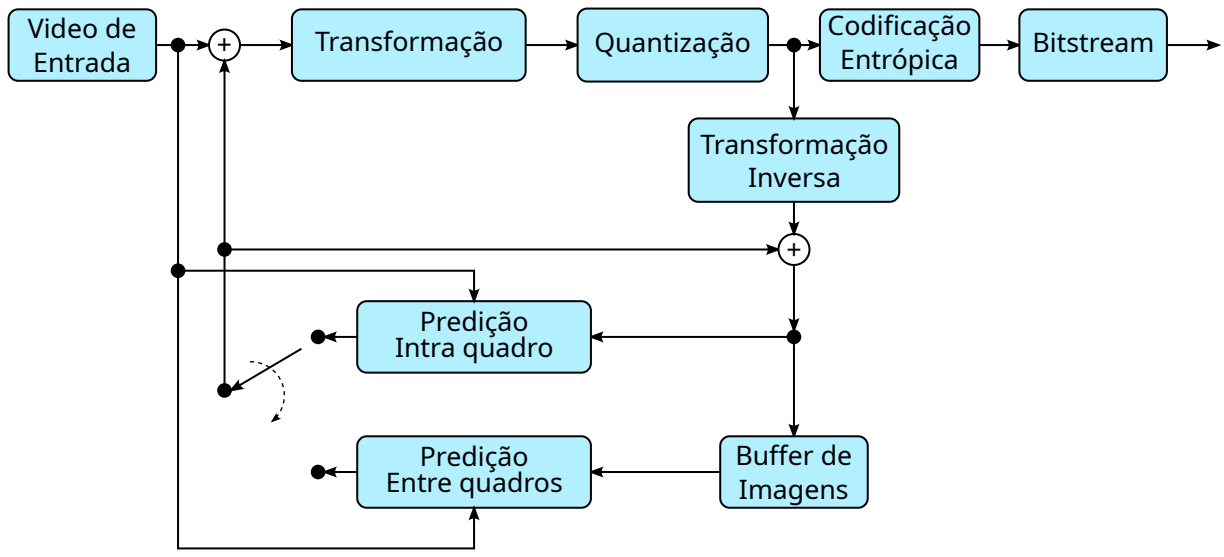 Video de
Entrada
+
Transformação
Quantização
Codificação
Entrópica
Bitstream
Transformação
Inversa
+
Predição
Intra quadro
Predição
Entre quadros
Buffer de
Imagens